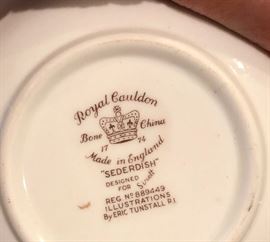 Royal Cauldon
Bone China
17 74
Made in England
"SEDERDISH"
DESIGNED
FOR
REG. NO 889449
ILLUSTRATIONS
By ERIC TUNSTALL R.I.